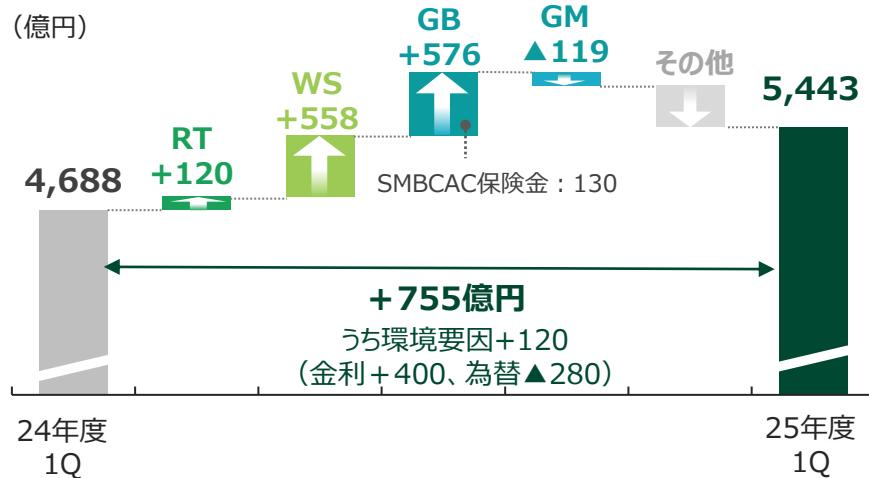 （億円）
4,688
RT
+120
WS
+558
GB
+576
SMBCAC保険金：130
GM
▲119
その他
5,443
＋755億円
うち環境要因+120
（金利＋400、為替▲280）
24年度
1Q
25年度
1Q